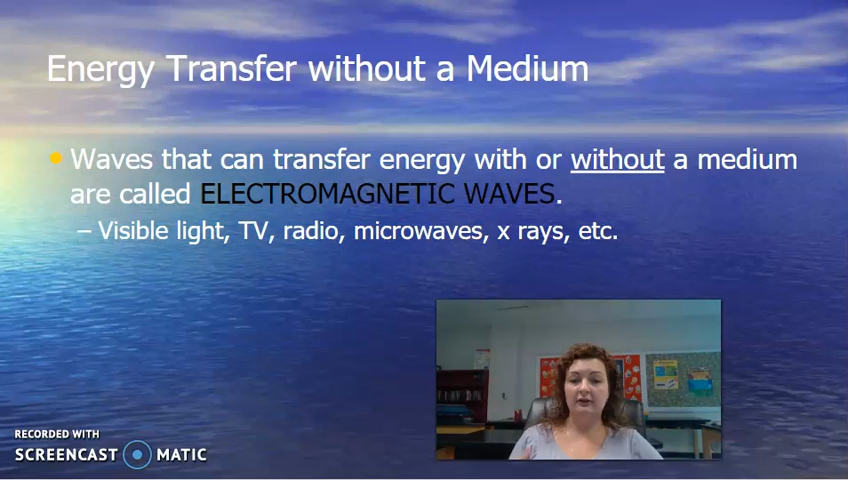 Energy Transfer without a Medium
Waves that can transfer energy with or without a medium
are called ELECTROMAGNETIC WAVES.
– Visible light, TV, radio, microwaves, x rays, etc.
RECORDED WITH
SCREENCAST MATIC